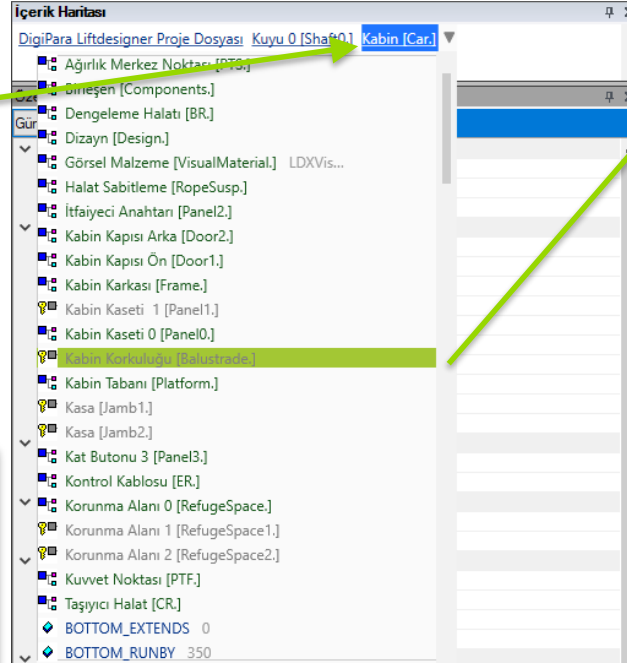 İçerik Haritası
DigiPara Liftdesigner Proje Dosyası Kuyu 0 [Shaft0.] Kabin [Car.]
Ağırlık Merkez Noktası [PTS.]
Bileşen [Components.]
Dengeleme Halatı [BR.]
Dizayn [Design.]
Görsel Malzeme [VisualMaterial.] LDXVis...
Halat Sabitleme [RopeSusp.]
İtfaiyeci Anahtarı [Panel2.]
Kabin Kapısı Arka [Door2.]
Kabin Kapısı Ön [Door1.]
Kabin Karkası [Frame.]
Kabin Kaseti 1 [Panel1.]
Kabin Kaseti 0 [Panel0.]
Kabin Korkuluğu [Balustrade.]
Kabin Tabanı [Platform.]
Kasa [Jamb1.]
Kasa [Jamb2.]
Kat Butonu 3 [Panel3.]
Kontrol Kablosu [ER.]
Korunma Alanı 0 [RefugeSpace.]
Korunma Alanı 1 [RefugeSpace1.]
Korunma Alanı 2 [RefugeSpace2.]
Kuvvet Noktası [PTF.]
Taşıyıcı Halat [CR.]
BOTTOM_EXTENDS 0
BOTTOM_RUNBY 350